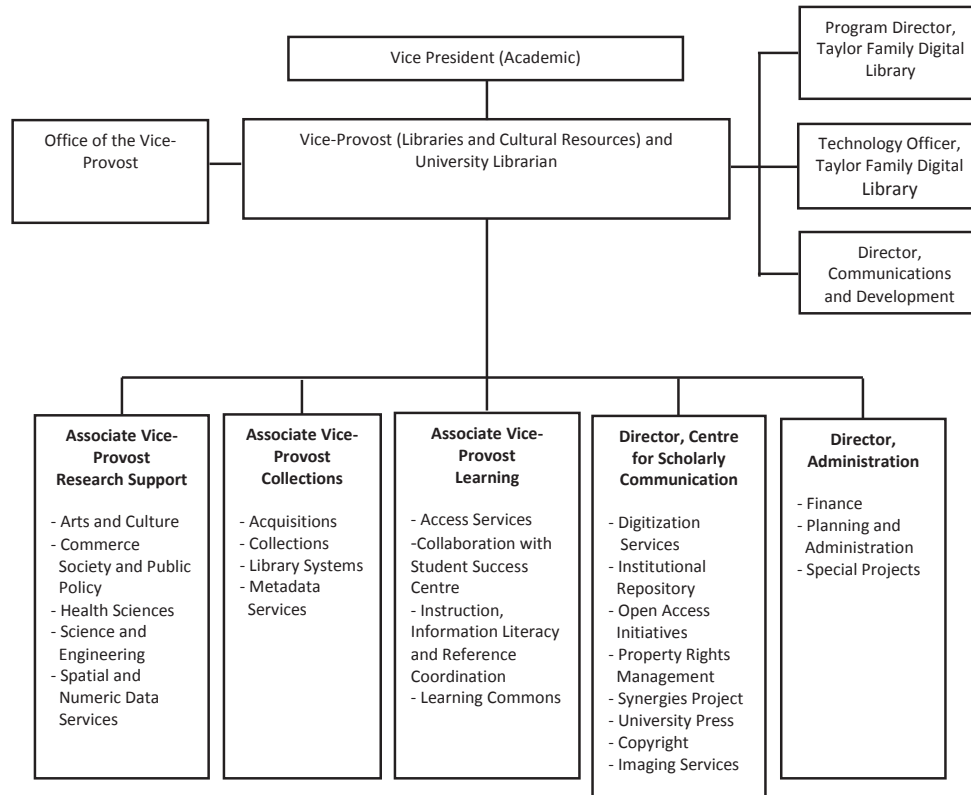 Vice President (Academic)
Program Director,
Taylor Family Digital
Library
Office of the Vice-
Provost
Vice-Provost (Libraries and Cultural Resources) and
University Librarian
Technology Officer,
Taylor Family Digital
Library
Director,
Communications
and Development
Associate Vice-
Provost
Research Support
- Arts and Culture
- Commerce
Society and Public
Policy
- Health Sciences
- Science and
Engineering
- Spatial and
Numeric Data
Services
Associate Vice-
Provost
Collections
- Acquisitions
- Collections
- Library Systems
- Metadata
Services
Associate Vice-
Provost
Learning
- Access Services
-Collaboration with
Student Success
Centre
- Instruction,
Information Literacy
and Reference
Coordination
- Learning Commons
Director, Centre
for Scholarly
Communication
- Digitization
Services
- Institutional
Repository
- Open Access
Initiatives
- Property Rights
Management
- Synergies Project
- University Press
- Copyright
- Imaging Services
Director,
Administration
- Finance
- Planning and
Administration
- Special Projects